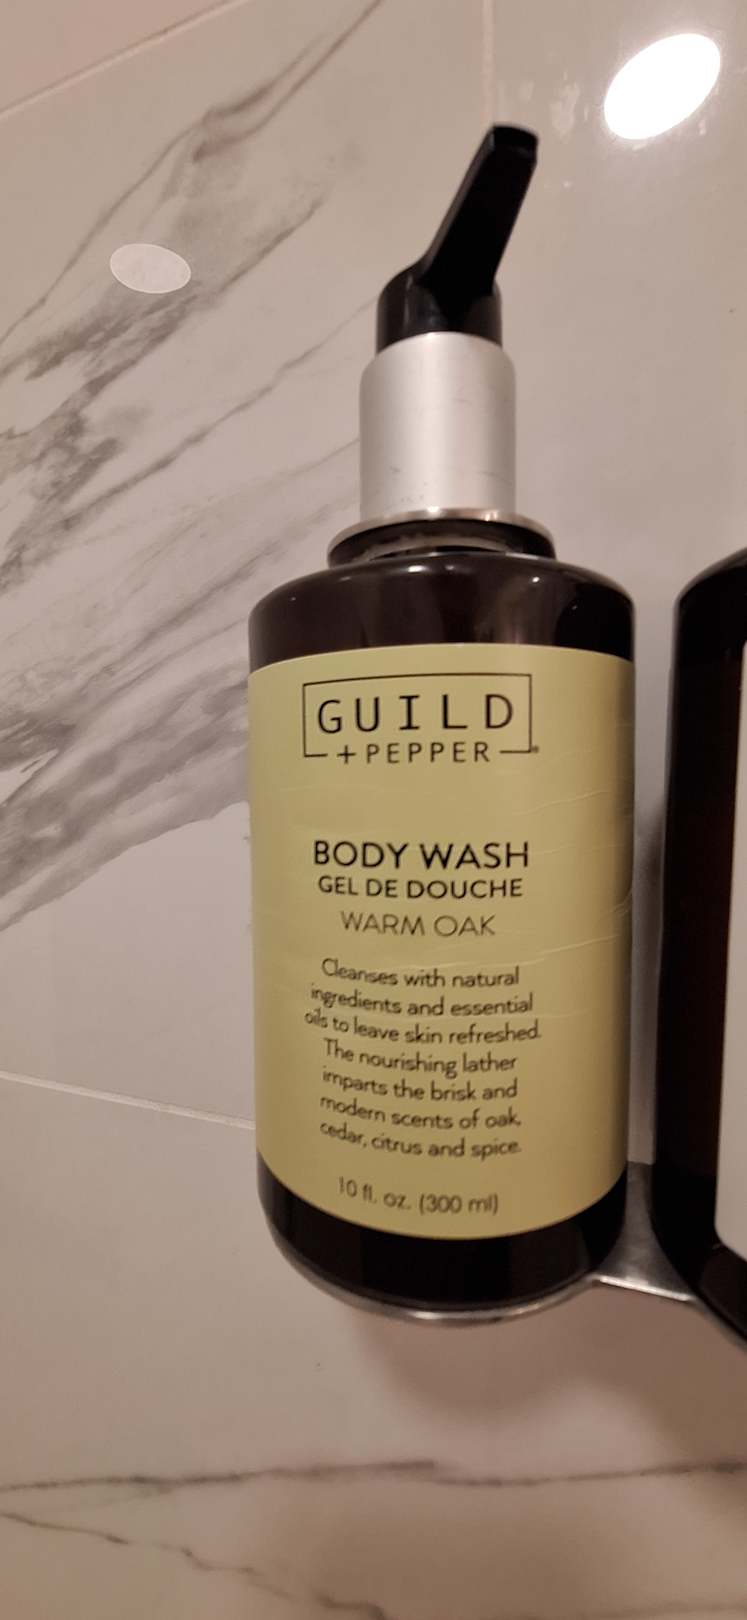 GUILD
+ PEPPER
BODY WASH
GEL DE DOUCHE
WARM OAK
Cleanses with natural
ingredients and essential
oils to leave skin refreshed.
The nourishing lather
imparts the brisk and
modern scents of oak,
cedar, citrus and spice.
10 fl. oz. (300 ml)